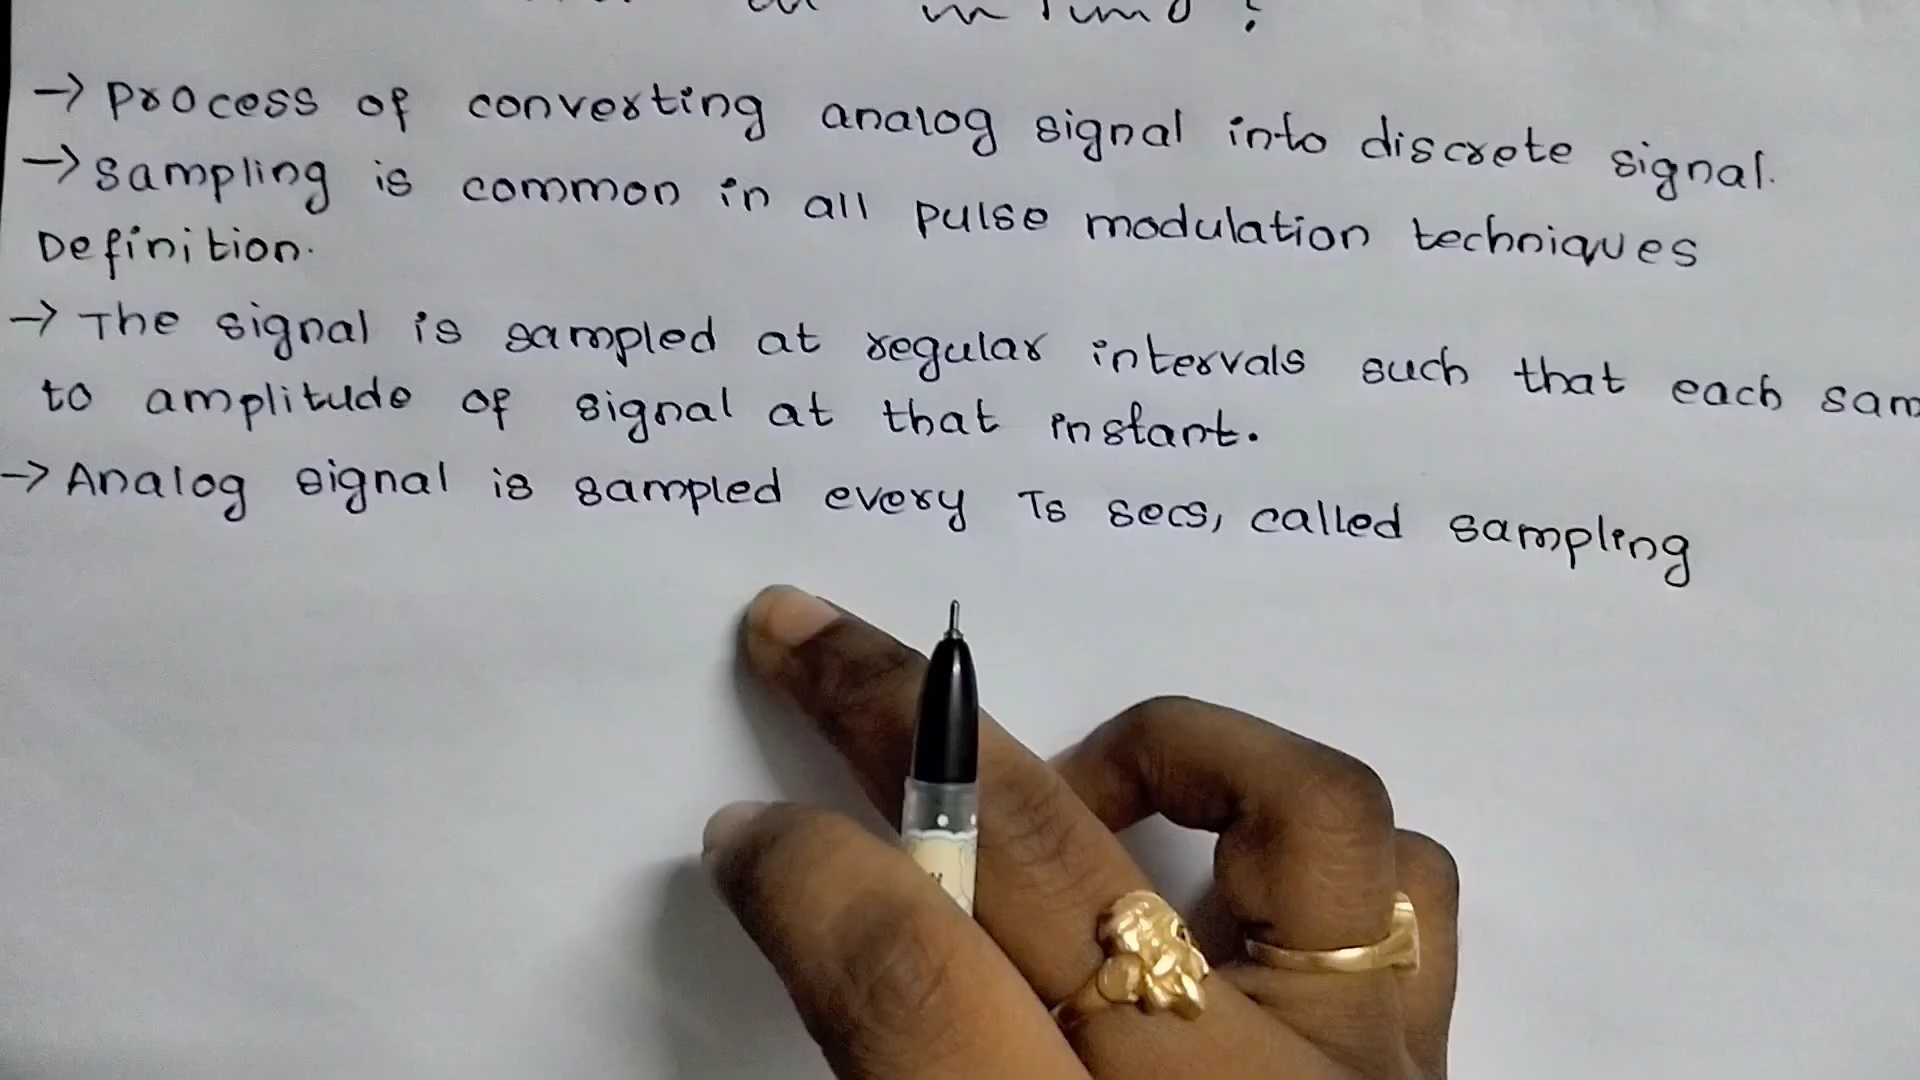 → Process of converting analog signal into discrete signal.
→ Sampling is common in all pulse modulation techniques
Definition.
→ The signal is sampled at regular intervals such that each sam
to amplitude of signal at that instant.
→ Analog signal is sampled every Ts secs, called sampling